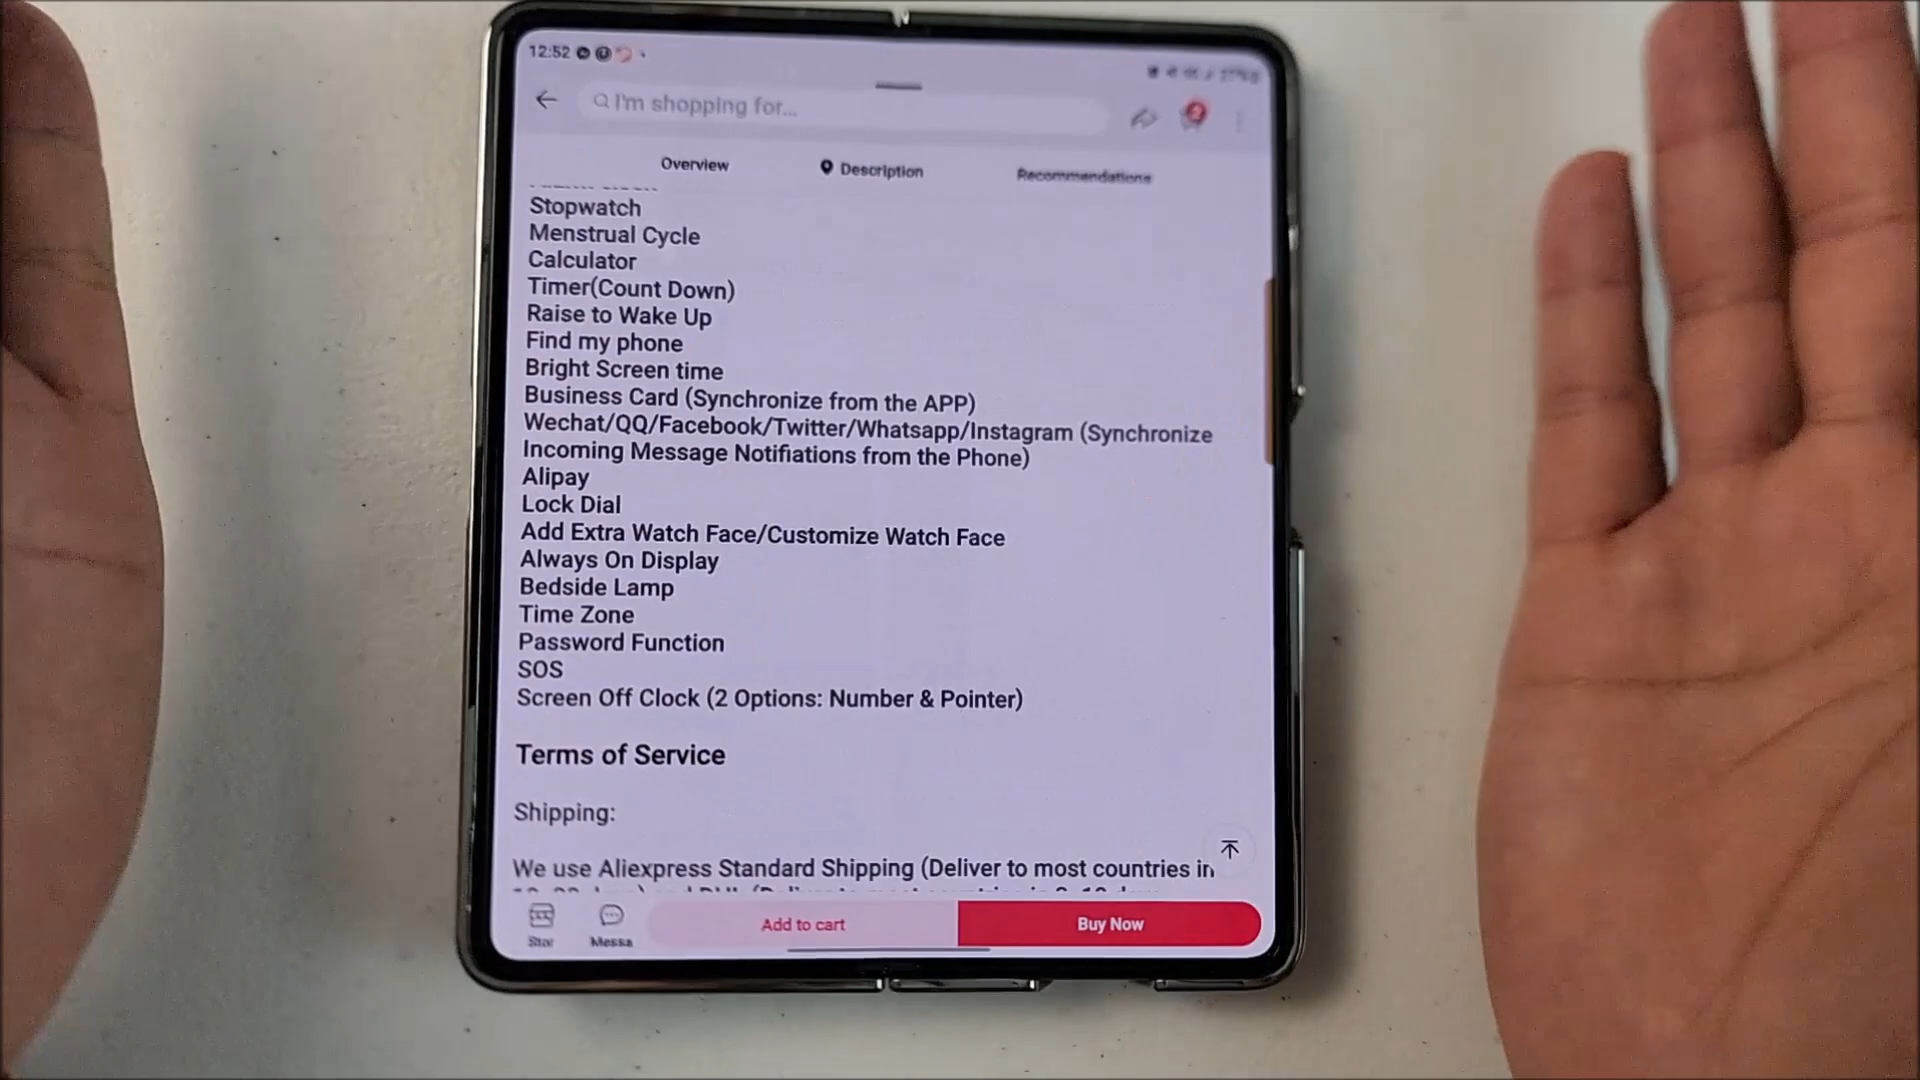 12:52
I'm shopping for...
2
Overview
Description
Recommendations
Stopwatch
Menstrual Cycle
Calculator
Timer(Count Down)
Raise to Wake Up
Find my phone
Bright Screen time
Business Card (Synchronize from the APP)
Wechat/QQ/Facebook/Twitter/Whatsapp/Instagram (Synchronize
Incoming Message Notifiations from the Phone)
Alipay
Lock Dial
Add Extra Watch Face/Customize Watch Face
Always On Display
Bedside Lamp
Time Zone
Password Function
SOS
Screen Off Clock (2 Options: Number & Pointer)
Terms of Service
Shipping:
We use Aliexpress Standard Shipping (Deliver to most countries in
Messa
Add to cart
Buy Now